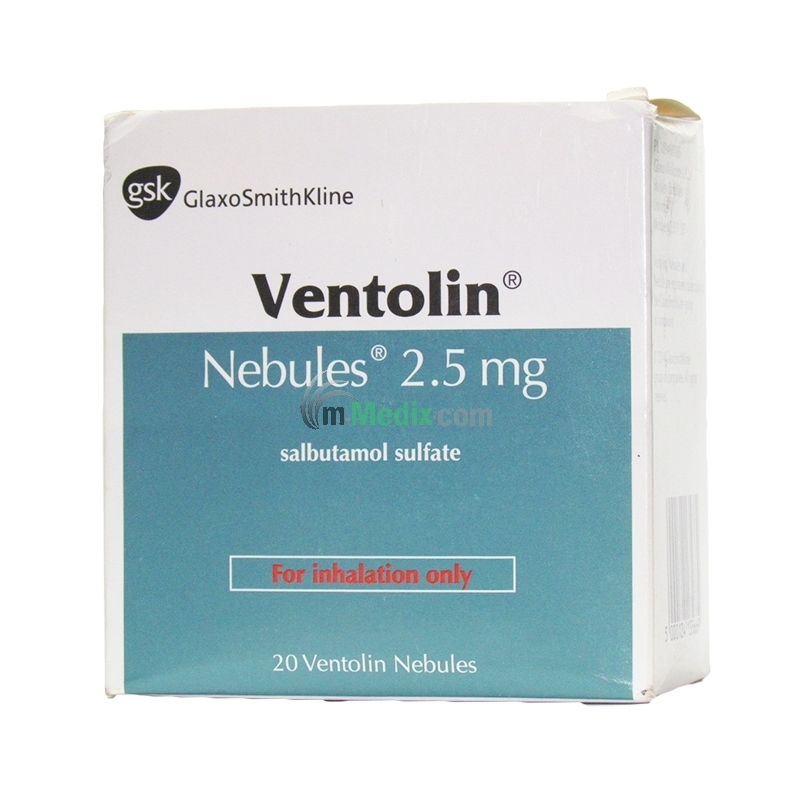 gsk GlaxoSmithKline
Ventolin®
Nebules® 2.5 mg
mMedix.com
salbutamol sulfate
For inhalation only
20 Ventolin Nebules